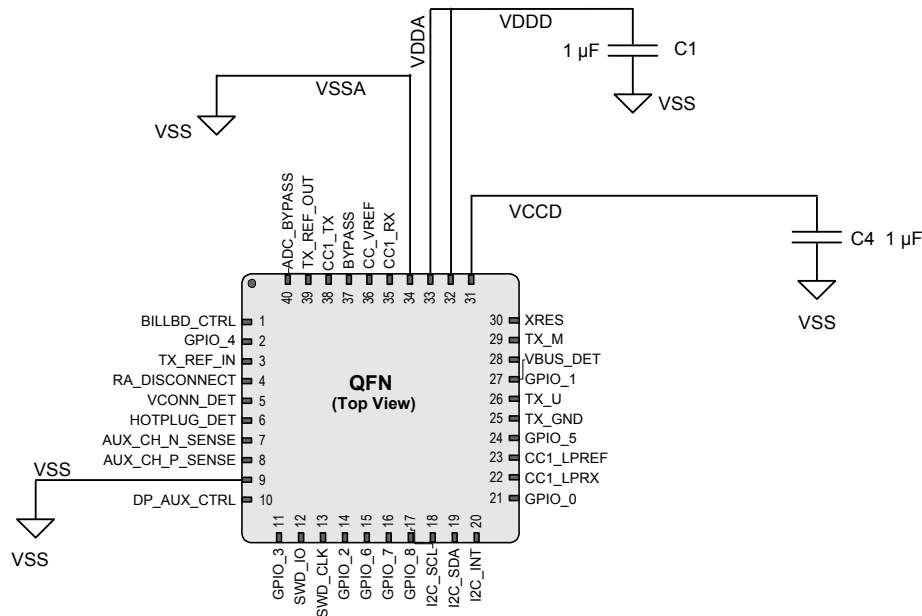 VDDA
VDDD
1 µF
C1
VSS
VSSA
VSS
VCCD
C4 1 µF
VSS
ADC_BYPASS
TX_REF_OUT
CC1_TX
BYPASS
CC_VREF
CC1_RX
40
39
38
37
36
35
34
33
32
31
BILLBD_CTRL 1
GPIO_4 2
TX_REF_IN 3
RA_DISCONNECT 4
VCONN_DET 5
HOTPLUG_DET 6
AUX_CH_N_SENSE 7
AUX_CH_P_SENSE 8
VSS 9
DP_AUX_CTRL 10
VSS
QFN
(Top View)
30 XRES
29 TX_M
28 VBUS_DET
27 GPIO_1
26 TX_U
25 TX_GND
24 GPIO_5
23 CC1_LPREF
22 CC1_LPRX
21 GPIO_0
11
12
13
14
15
16
17
18
19
20
GPIO_3
SWD_IO
SWD_CLK
GPIO_2
GPIO_6
GPIO_7
GPIO_8
I2C_SCL
I2C_SDA
I2C_INT